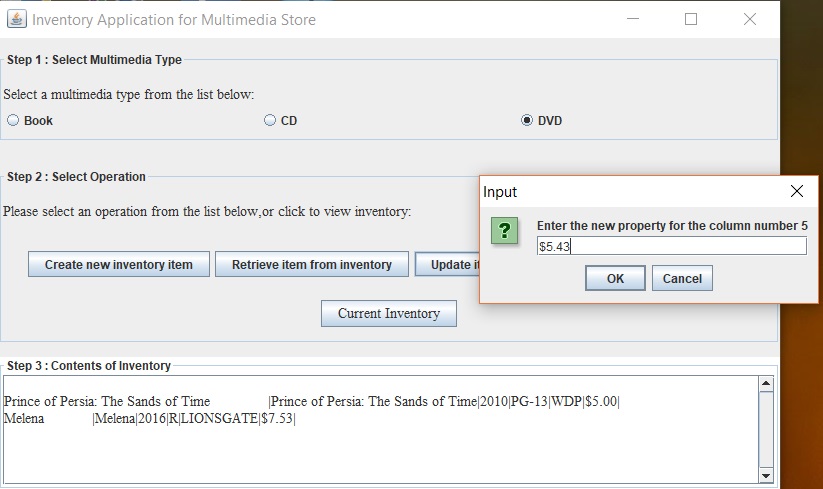 Inventory Application for Multimedia Store
Step 1 : Select Multimedia Type
Select a multimedia type from the list below:
Book CD DVD
Step 2 : Select Operation
Please select an operation from the list below,or click to view inventory:
Create new inventory item Retrieve item from inventory Update
Current Inventory
Input
?
Enter the new property for the column number 5
$5.43
OK Cancel
Step 3 : Contents of Inventory
Prince of Persia: The Sands of Time |Prince of Persia: The Sands of Time|2010|PG-13|WDP|$5.00|
Melena |Melena|2016|R|LIONSGATE|$7.53|